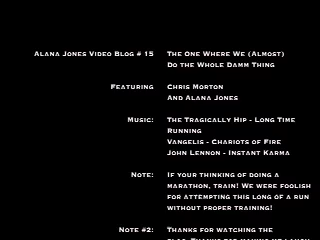 Alana Jones Video Blog # 15 The One Where We (Almost)
Do the Whole Damm Thing
Featuring Chris Morton
And Alana Jones
Music: The Tragically Hip - Long Time
Running
Vangelis - Chariots of Fire
John Lennon - Instant Karma
Note: If your thinking of doing a
marathon, train! We were foolish
for attempting this long of a run
without proper training!
Note #2: Thanks for watching the